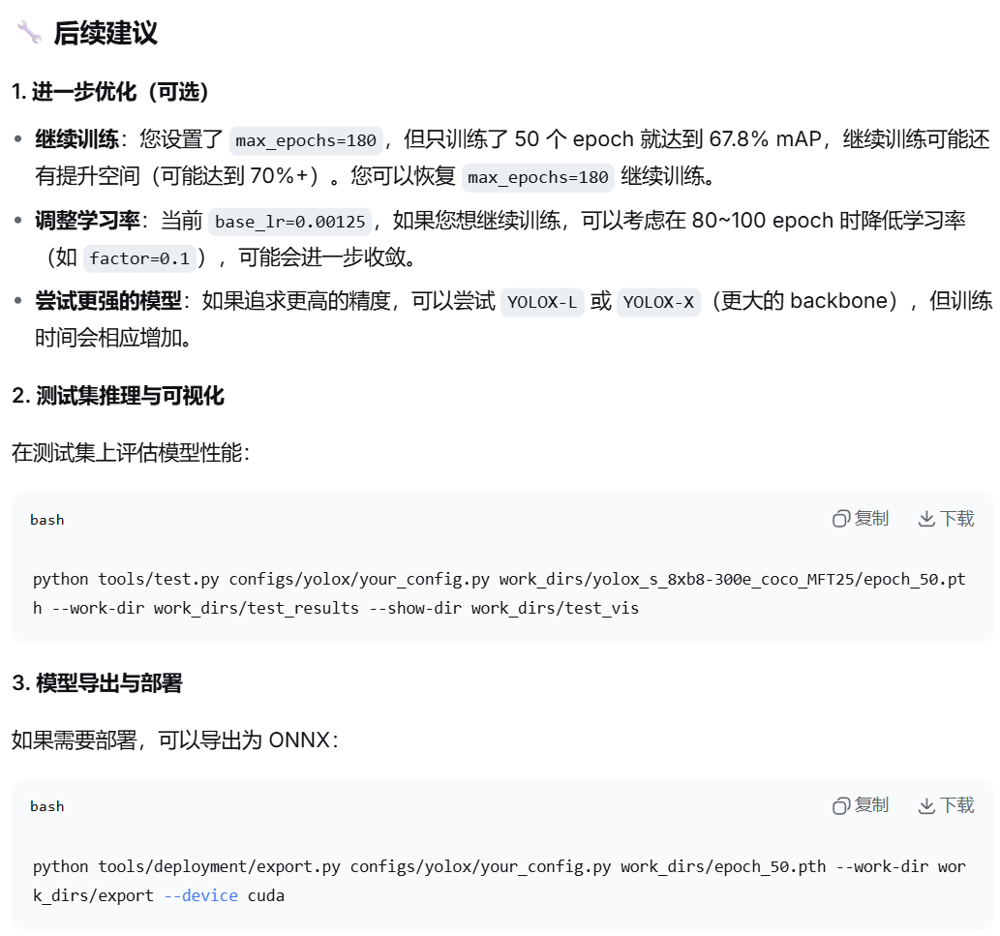 🔧 后续建议
1. 进一步优化（可选）
• 继续训练：您设置了 max_epochs=180，但只训练了 50 个 epoch 就达到 67.8% mAP，继续训练可能还
有提升空间（可能达到 70%+）。您可以恢复 max_epochs=180 继续训练。
• 调整学习率：当前 base_lr=0.00125，如果您想继续训练，可以考虑在 80~100 epoch 时降低学习率
（如 factor=0.1），可能会进一步收敛。
• 尝试更强的模型：如果追求更高的精度，可以尝试 YOLOX-L 或 YOLOX-X（更大的 backbone），但训练
时间会相应增加。
2. 测试集推理与可视化
在测试集上评估模型性能：
bash 复制 下载
python tools/test.py configs/yolox/your_config.py work_dirs/yolox_s_8xb8-300e_coco_MFT25/epoch_50.pt
h --work-dir work_dirs/test_results --show-dir work_dirs/test_vis
3. 模型导出与部署
如果需要部署，可以导出为 ONNX：
bash 复制 下载
python tools/deployment/export.py configs/yolox/your_config.py work_dirs/epoch_50.pth --work-dir wor
k_dirs/export --device cuda